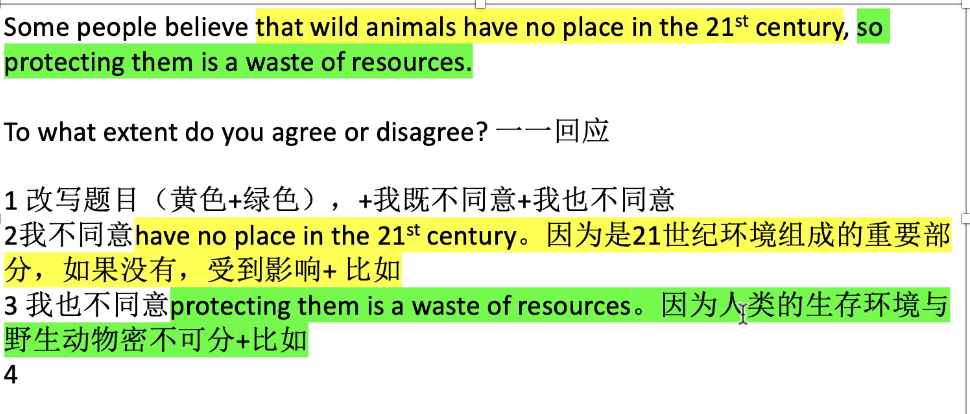 Some people believe that wild animals have no place in the 21st century, so
protecting them is a waste of resources.
To what extent do you agree or disagree? 一一回应
1 改写题目（黄色+绿色），+我既不同意+我也不同意
2我不同意have no place in the 21st century。因为是21世纪环境组成的重要部
分，如果没有，受到影响+ 比如
3 我也不同意protecting them is a waste of resources。因为人类的生存环境与
野生动物密不可分+比如
4